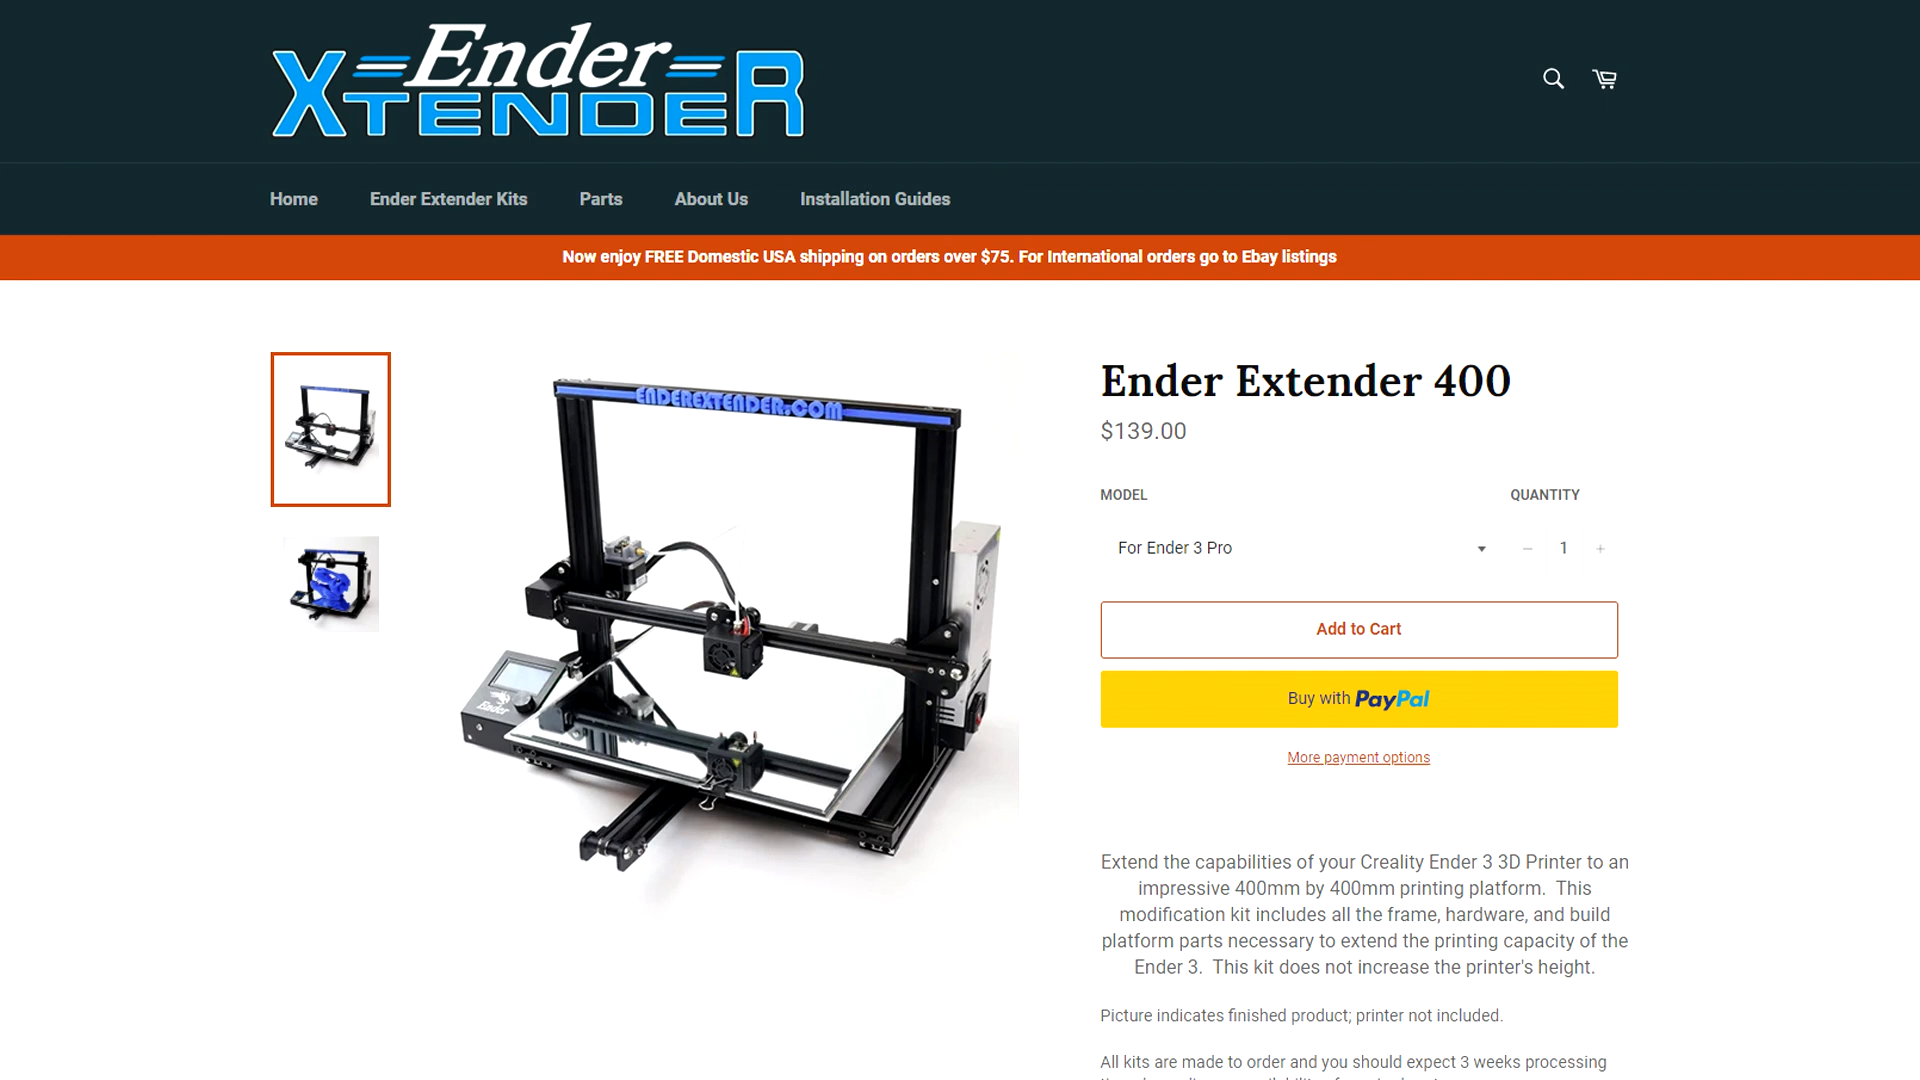 Ender
XTENDER
Home
Ender Extender Kits
Parts
About Us
Installation Guides
Now enjoy FREE Domestic USA shipping on orders over $75. For International orders go to Ebay listings
ENDEREXTENDER.COM
Ender
Ender Extender 400
$139.00
MODEL
QUANTITY
For Ender 3 Pro
− 1 +
Add to Cart
Buy with PayPal
More payment options
Extend the capabilities of your Creality Ender 3 3D Printer to an
impressive 400mm by 400mm printing platform.  This
modification kit includes all the frame, hardware, and build
platform parts necessary to extend the printing capacity of the
Ender 3.  This kit does not increase the printer's height.
Picture indicates finished product; printer not included.
All kits are made to order and you should expect 3 weeks processing